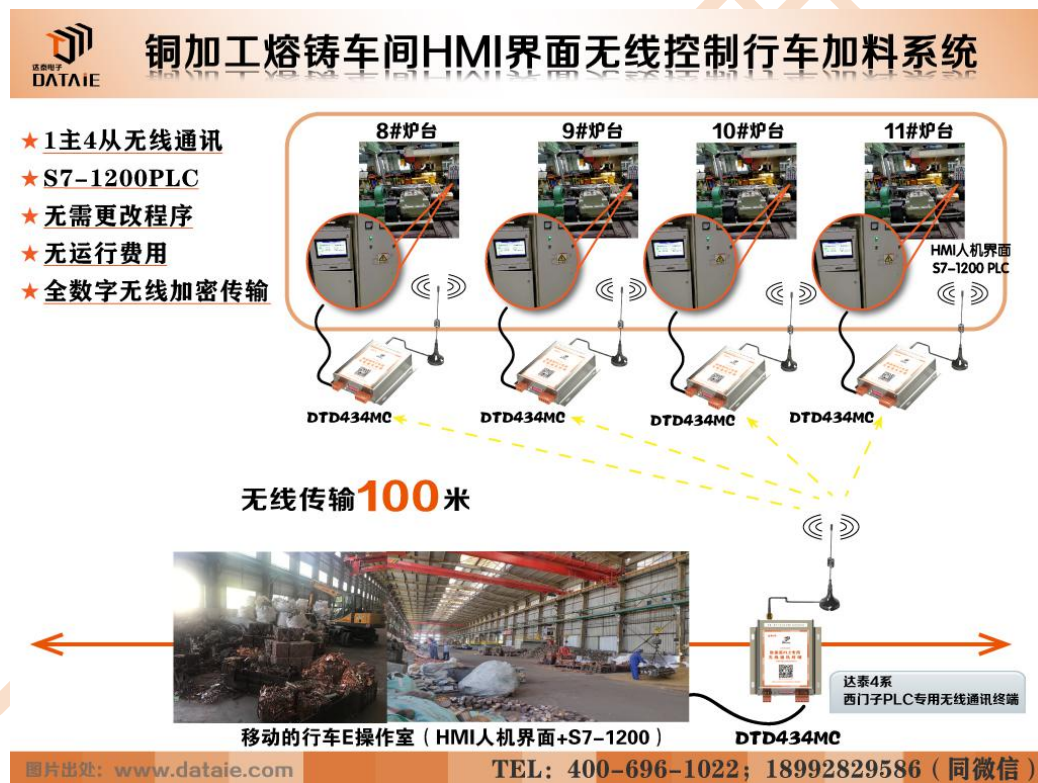 达泰电子
DATAIE
铜加工熔铸车间HMI界面无线控制行车加料系统
★1主4从无线通讯
★S7-1200PLC
★无需更改程序
★无运行费用
★全数字无线加密传输
8#炉台
9#炉台
10#炉台
11#炉台
HMI人机界面
S7-1200 PLC
DTD434MC
DTD434MC
DTD434MC
DTD434MC
无线传输100米
达泰4系
西门子PLC专用无线通讯终端
移动的行车E操作室（HMI人机界面+S7-1200）
DTD434MC
图片出处：www.dataie.com
TEL：400-696-1022；18992829586（同微信）